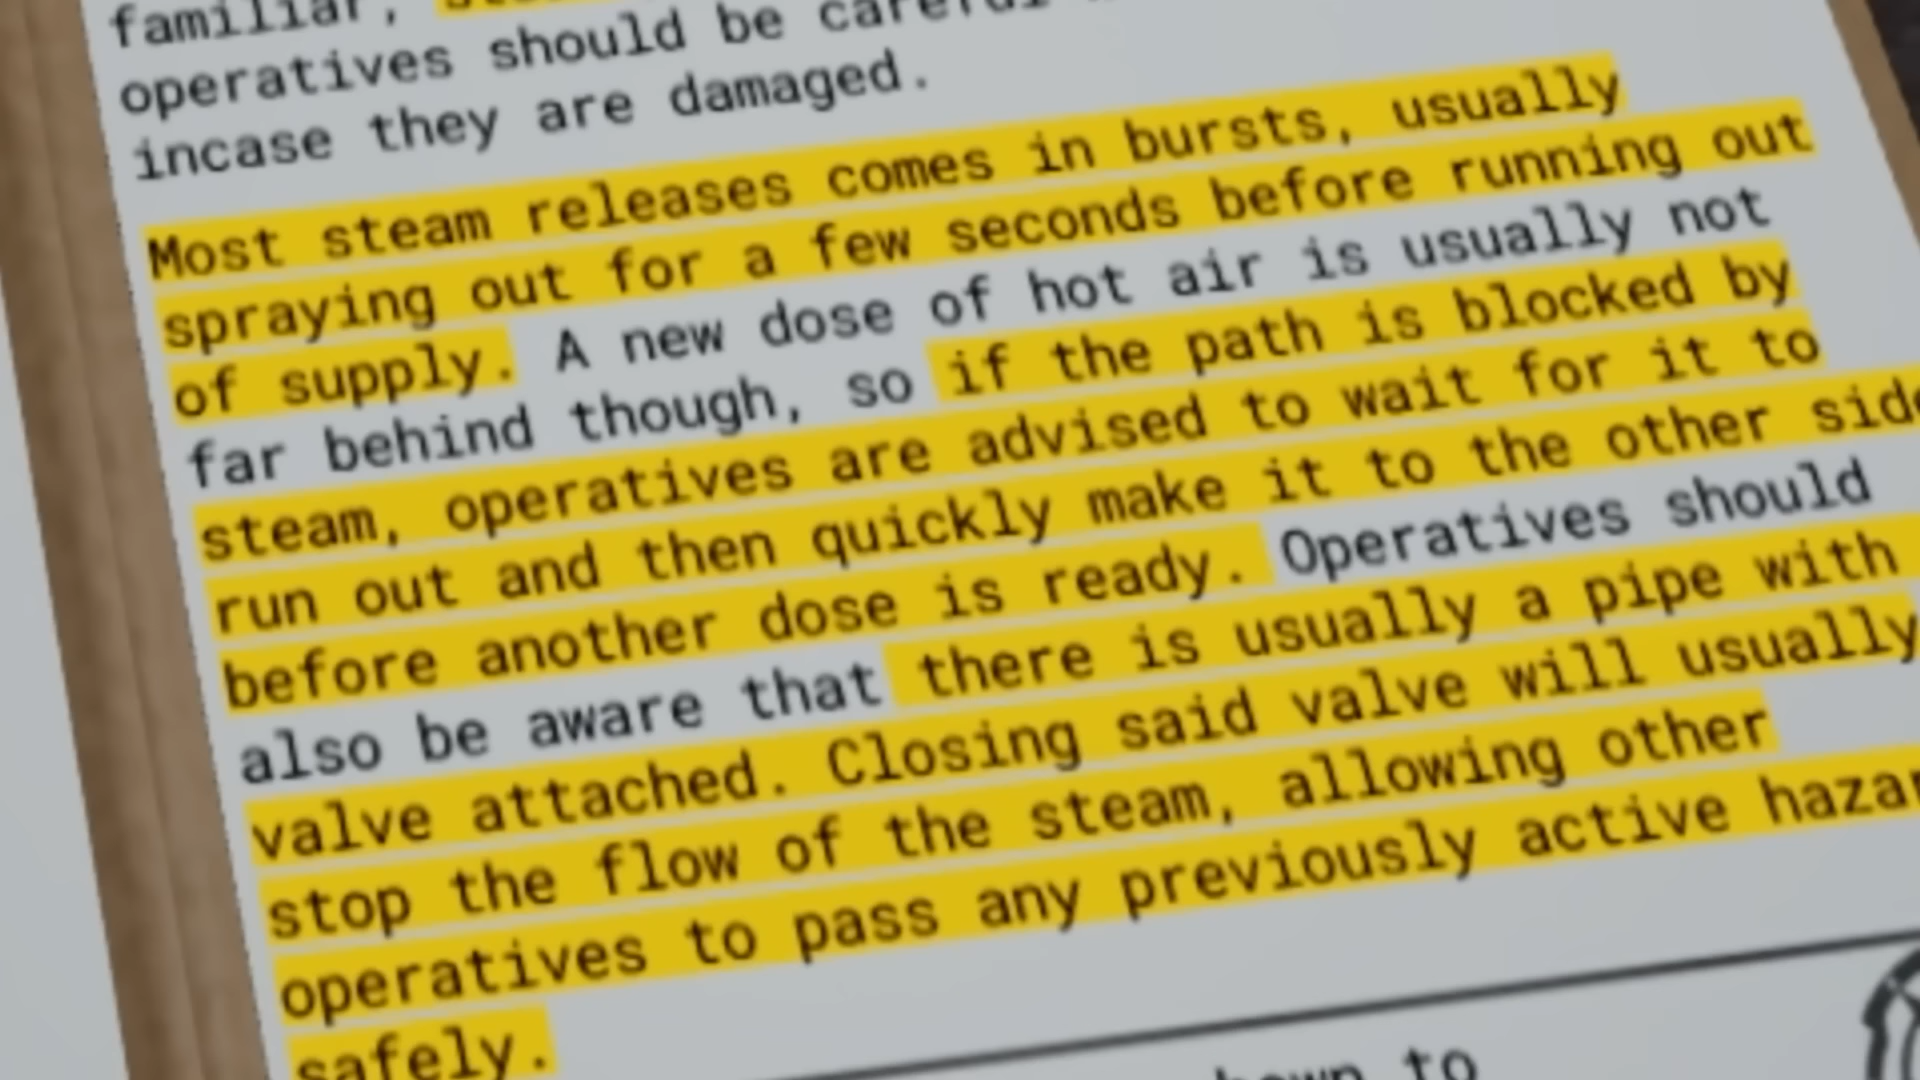 familiar,
operatives should be careful
incase they are damaged.
Most steam releases comes in bursts, usually
spraying out for a few seconds before running out
of supply. A new dose of hot air is usually not
far behind though, so if the path is blocked by
steam, operatives are advised to wait for it to
run out and then quickly make it to the other side
before another dose is ready. Operatives should
also be aware that there is usually a pipe with
valve attached. Closing said valve will usually
stop the flow of the steam, allowing other
operatives to pass any previously active
safely.
to